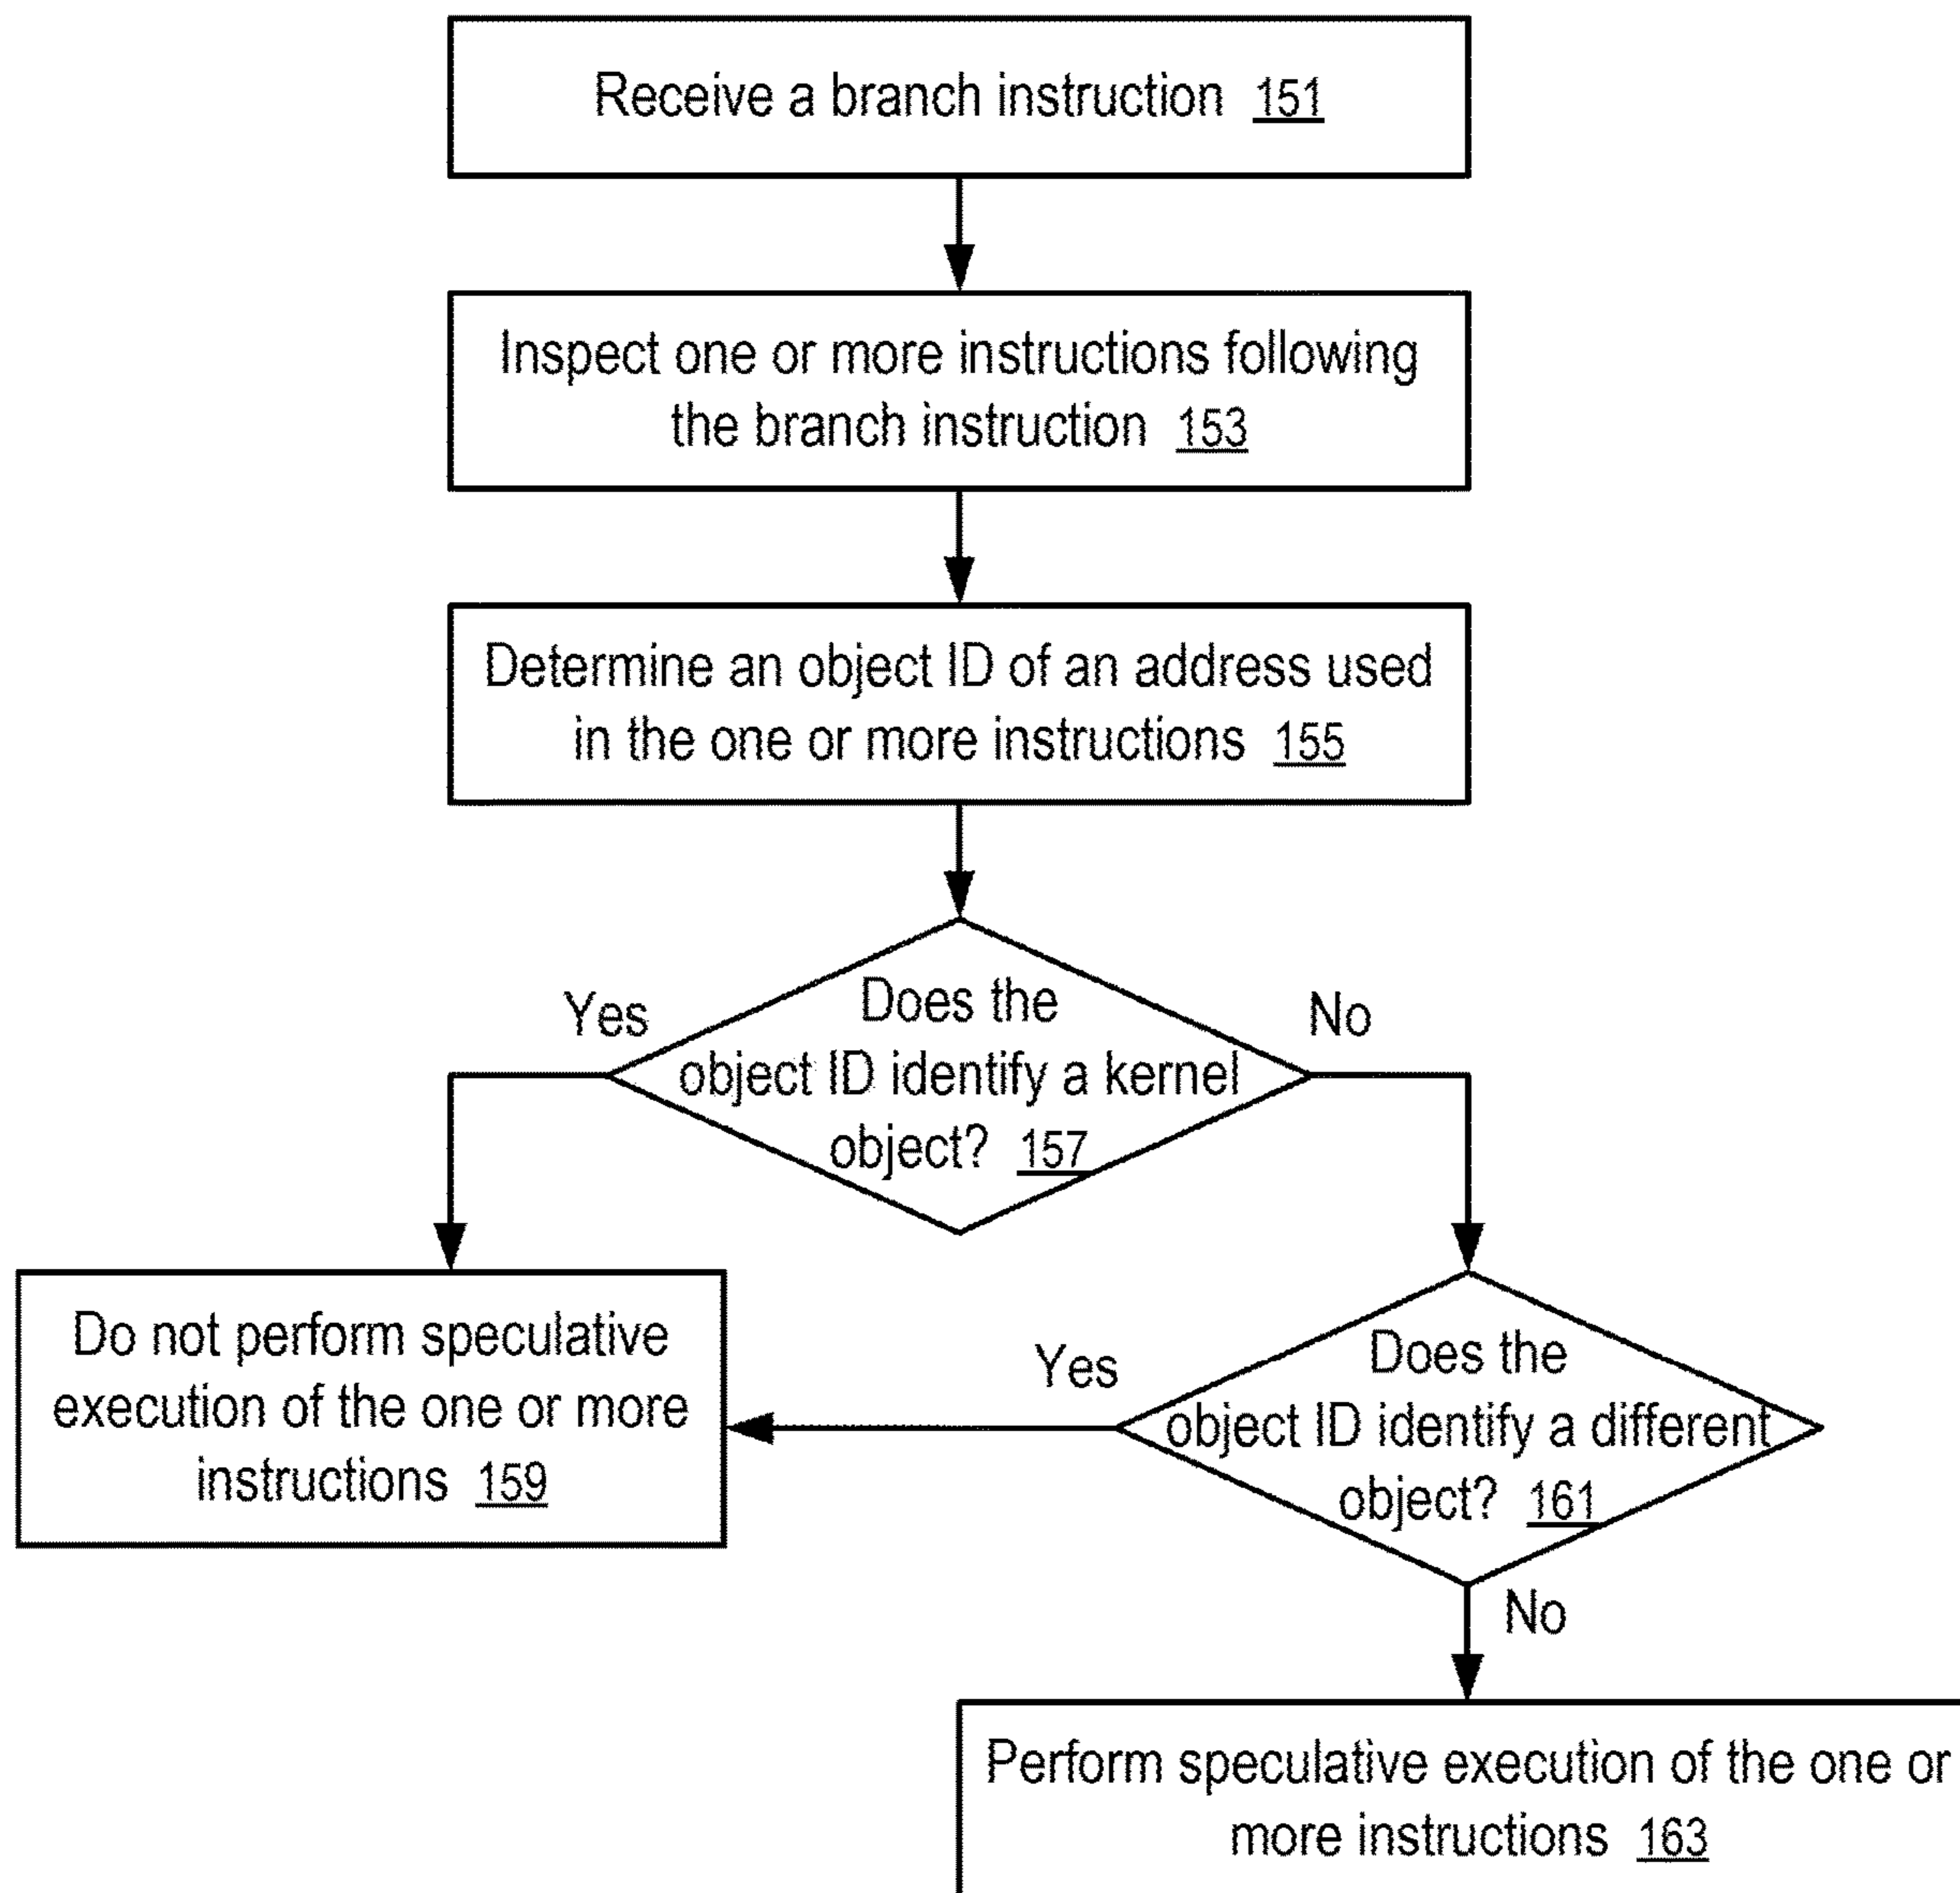 Receive a branch instruction 151
Inspect one or more instructions following
the branch instruction 153
Determine an object ID of an address used
in the one or more instructions 155
Does the
object ID identify a kernel
object? 157
Yes
No
Do not perform speculative
execution of the one or more
instructions 159
Yes
Does the
object ID identify a different
object? 161
No
Perform speculative execution of the one or
more instructions 163